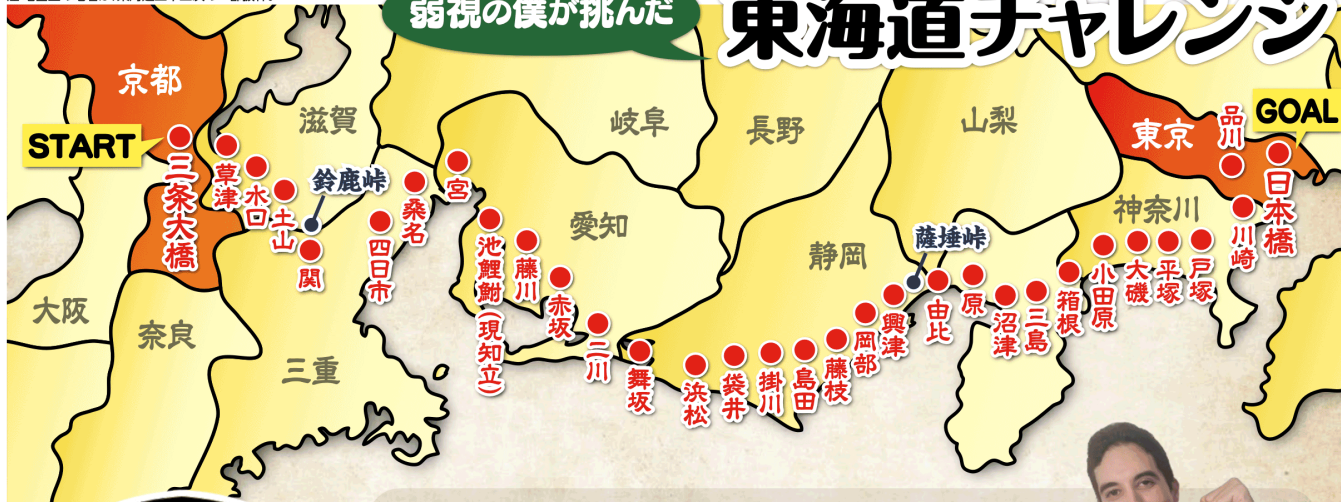 弱視の僕が挑んだ
東海道チャレンジ
京都
START
三条大橋
滋賀
草津
水口
土山
鈴鹿峠
関
四日市
桑名
宮
岐阜
愛知
池鯉鮒(現知立)
藤川
赤坂
二川
舞坂
長野
静岡
浜松
袋井
掛川
島田
藤枝
岡部
興津
薩埵峠
由比
原
沼津
三島
箱根
山梨
神奈川
小田原
大磯
平塚
戸塚
川崎
東京
品川
GOAL
日本橋
大阪
奈良
三重